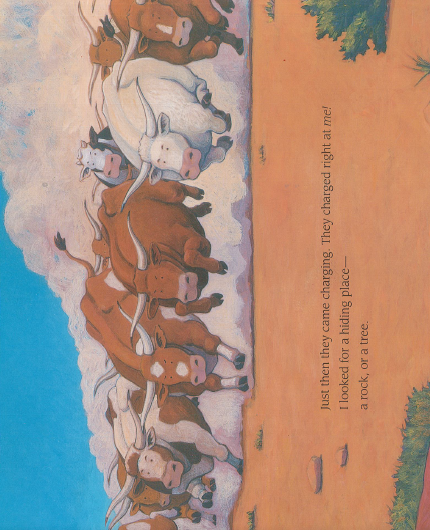 Just then they came charging. They charged right at me!
I looked for a hiding place—
a rock, or a tree.